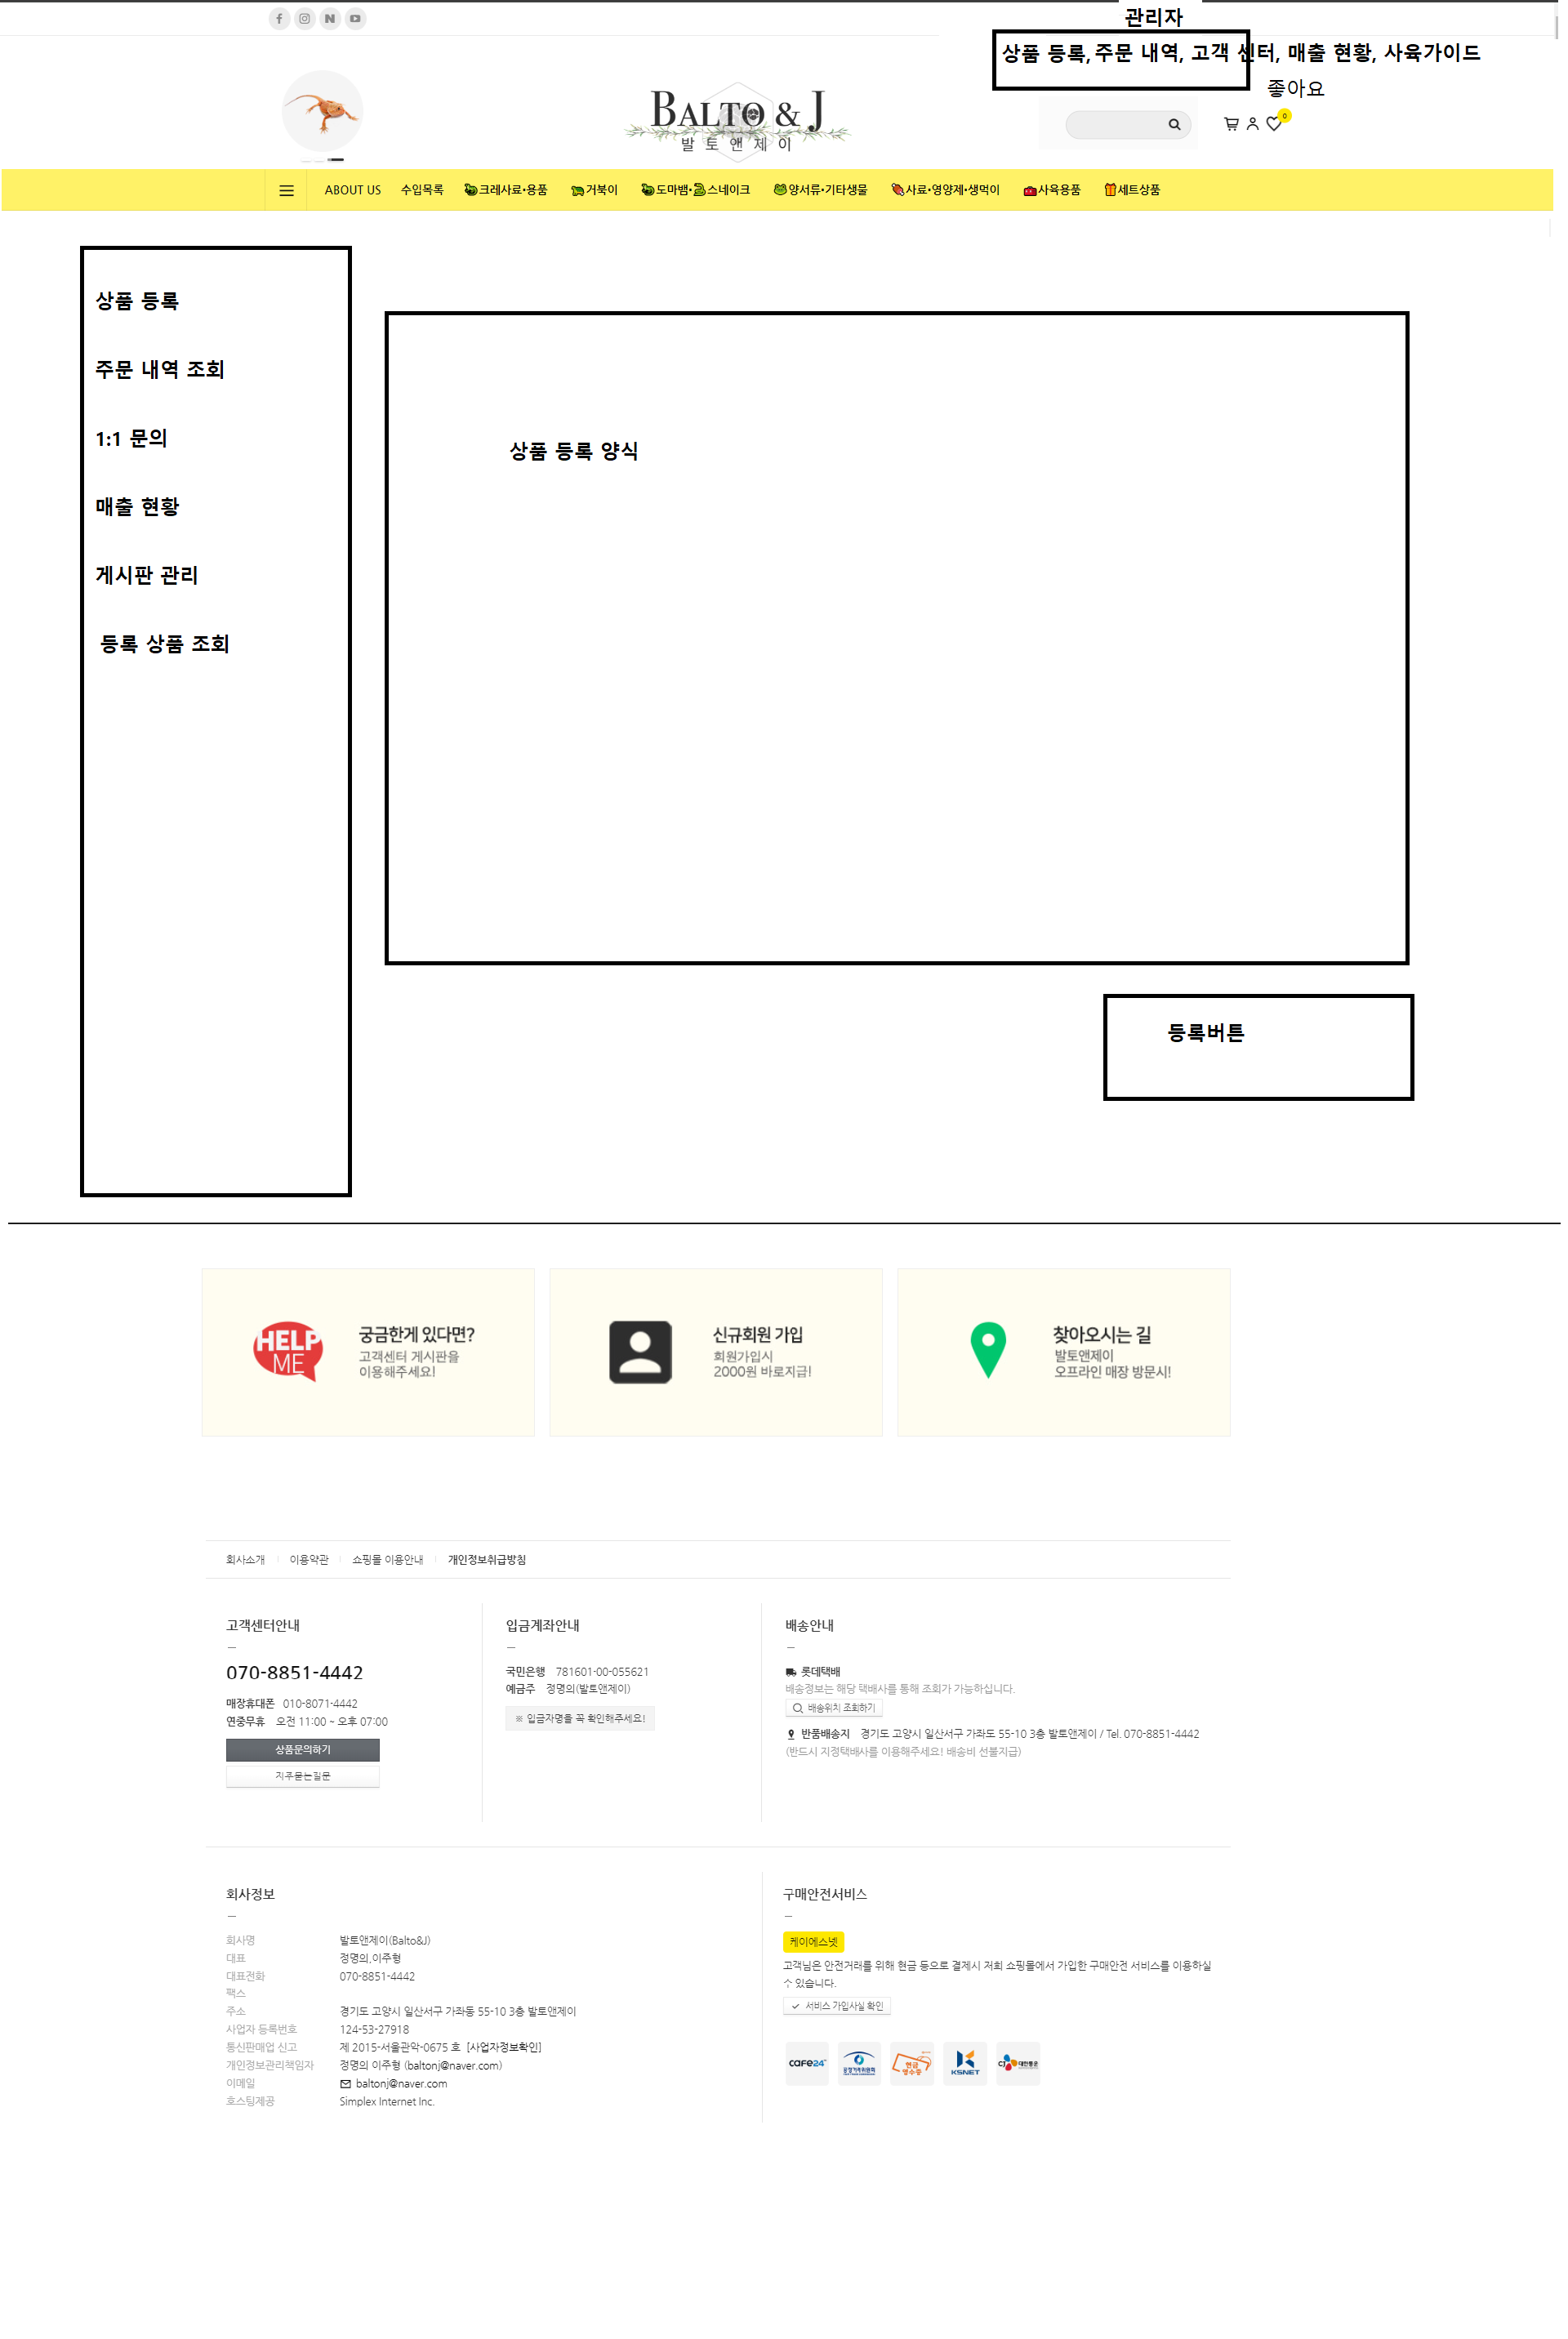 관리자
상품 등록, 주문 내역, 고객 센터, 매출 현황, 사육가이드
좋아요
BALTO & J
발토앤제이
0
ABOUT US 수입목록 크레사료•용품 거북이 도마뱀•스네이크 양서류•기타생물 사료•영양제•생먹이 사육용품 세트상품
상품 등록
주문 내역 조회
1:1 문의
매출 현황
게시판 관리
등록 상품 조회
상품 등록 양식
등록버튼
HELP ME
궁금한게 있다면?
고객센터 게시판을
이용해주세요!
신규회원 가입
회원가입시
2000원 바로지급!
찾아오시는 길
발토앤제이
오프라인 매장 방문시!
회사소개 이용약관 쇼핑몰 이용안내 개인정보취급방침
고객센터안내
070-8851-4442
매장휴대폰 010-8071-4442
연중무휴 오전 11:00 ~ 오후 07:00
상품문의하기
자주묻는질문
입금계좌안내
국민은행 781601-00-055621
예금주 정명의(발토앤제이)
※ 입금자명을 꼭 확인해주세요!
배송안내
롯데택배
배송정보는 해당 택배사를 통해 조회가 가능하십니다.
배송위치 조회하기
반품배송지 경기도 고양시 일산서구 가좌도 55-10 3층 발토앤제이 / Tel. 070-8851-4442
(반드시 지정택배사를 이용해주세요! 배송비 선불지급)
회사정보
회사명 발토앤제이(Balto&J)
대표 정명의,이주형
대표전화 070-8851-4442
팩스
주소 경기도 고양시 일산서구 가좌동 55-10 3층 발토앤제이
사업자 등록번호 124-53-27918
통신판매업 신고 제 2015-서울관악-0675 호 [사업자정보확인]
개인정보관리책임자 정명의 이주형 (baltonj@naver.com)
이메일 baltonj@naver.com
호스팅제공 Simplex Internet Inc.
구매안전서비스
케이에스넷
고객님은 안전거래를 위해 현금 등으로 결제시 저희 쇼핑몰에서 가입한 구매안전 서비스를 이용하실
수 있습니다.
서비스 가입사실 확인
cafe24 공정거래위원회 현금영수증 KSNET CJ대한통운